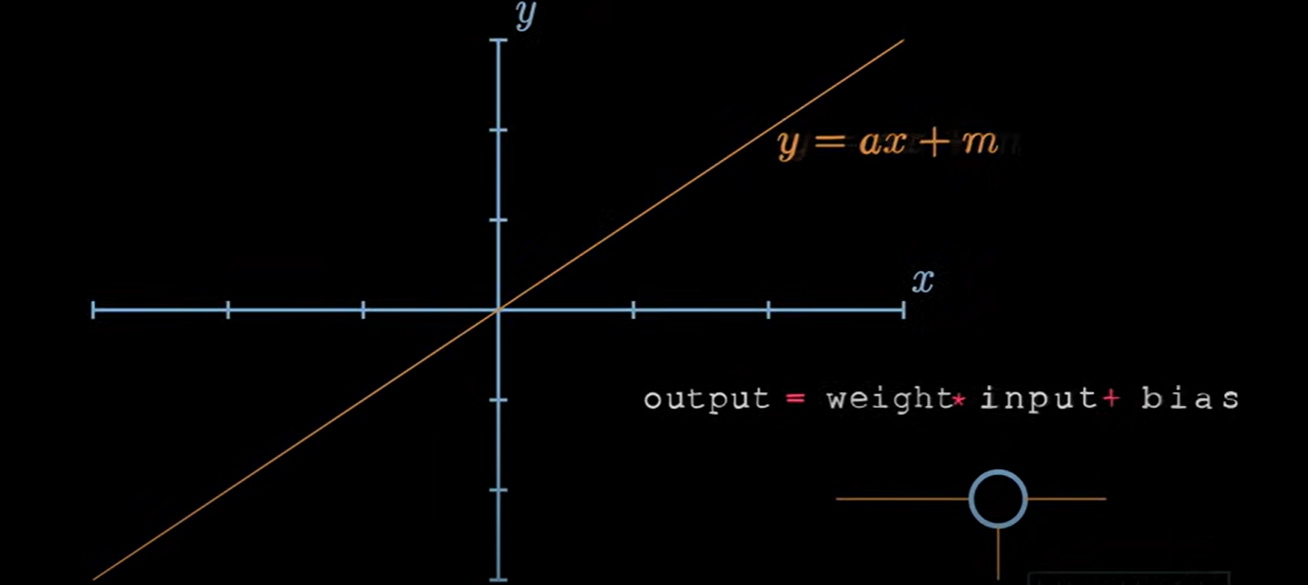 y
y = ax + m
x
output = weight* input+ bias